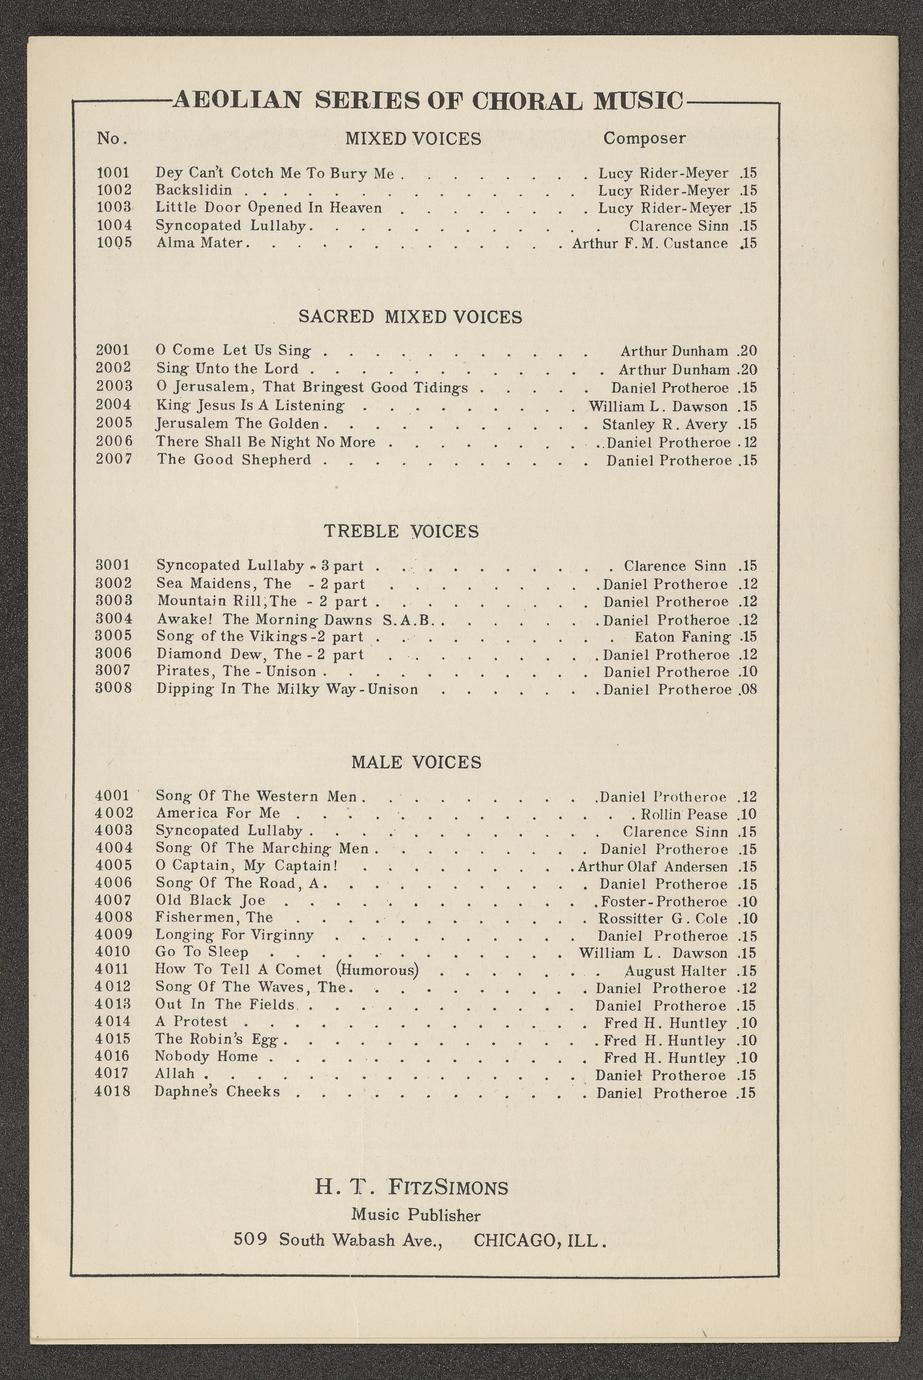 AEOLIAN SERIES OF CHORAL MUSIC
No. MIXED VOICES Composer
1001 Dey Can't Cotch Me To Bury Me . . . . . . . . Lucy Rider-Meyer .15
1002 Backslidin . . . . . . . . . . . . Lucy Rider-Meyer .15
1003 Little Door Opened In Heaven . . . . . . . . Lucy Rider-Meyer .15
1004 Syncopated Lullaby . . . . . . . . . . . Clarence Sinn .15
1005 Alma Mater . . . . . . . . . . . . . Arthur F. M. Custance .15
SACRED MIXED VOICES
2001 O Come Let Us Sing . . . . . . . . . . . Arthur Dunham .20
2002 Sing Unto the Lord . . . . . . . . . . . . Arthur Dunham .20
2003 O Jerusalem, That Bringest Good Tidings . . . . . Daniel Protheroe .15
2004 King Jesus Is A Listening . . . . . . . . . William L. Dawson .15
2005 Jerusalem The Golden . . . . . . . . . . . Stanley R. Avery .15
2006 There Shall Be Night No More . . . . . . . . . Daniel Protheroe .12
2007 The Good Shepherd . . . . . . . . . . . Daniel Protheroe .15
TREBLE VOICES
3001 Syncopated Lullaby - 3 part . . . . . . . . . . Clarence Sinn .15
3002 Sea Maidens, The - 2 part . . . . . . . . . Daniel Protheroe .12
3003 Mountain Rill, The - 2 part . . . . . . . . . Daniel Protheroe .12
3004 Awake! The Morning Dawns S.A.B. . . . . . . . Daniel Protheroe .12
3005 Song of the Vikings -2 part . . . . . . . . . . Eaton Faning .15
3006 Diamond Dew, The - 2 part . . . . . . . . . Daniel Protheroe .12
3007 Pirates, The - Unison . . . . . . . . . . . Daniel Protheroe .10
3008 Dipping In The Milky Way - Unison . . . . . . Daniel Protheroe .08
MALE VOICES
4001 Song Of The Western Men . . . . . . . . . . Daniel Protheroe .12
4002 America For Me . . . . . . . . . . . . . . Rollin Pease .10
4003 Syncopated Lullaby . . . . . . . . . . . . Clarence Sinn .15
4004 Song Of The Marching Men . . . . . . . . . Daniel Protheroe .15
4005 O Captain, My Captain! . . . . . . . . . Arthur Olaf Andersen .15
4006 Song Of The Road, A . . . . . . . . . . . Daniel Protheroe .15
4007 Old Black Joe . . . . . . . . . . . . . Foster-Protheroe .10
4008 Fishermen, The . . . . . . . . . . . . Rossitter G. Cole .10
4009 Longing For Virginny . . . . . . . . . . Daniel Protheroe .15
4010 Go To Sleep . . . . . . . . . . . . William L. Dawson .15
4011 How To Tell A Comet (Humorous) . . . . . . . August Halter .15
4012 Song Of The Waves, The . . . . . . . . . . Daniel Protheroe .12
4013 Out In The Fields . . . . . . . . . . . . Daniel Protheroe .15
4014 A Protest . . . . . . . . . . . . . . Fred H. Huntley .10
4015 The Robin's Egg . . . . . . . . . . . . . Fred H. Huntley .10
4016 Nobody Home . . . . . . . . . . . . . Fred H. Huntley .10
4017 Allah . . . . . . . . . . . . . . . Daniel Protheroe .15
4018 Daphne's Cheeks . . . . . . . . . . . . Daniel Protheroe .15
H. T. FITZSIMONS
Music Publisher
509 South Wabash Ave., CHICAGO, ILL.